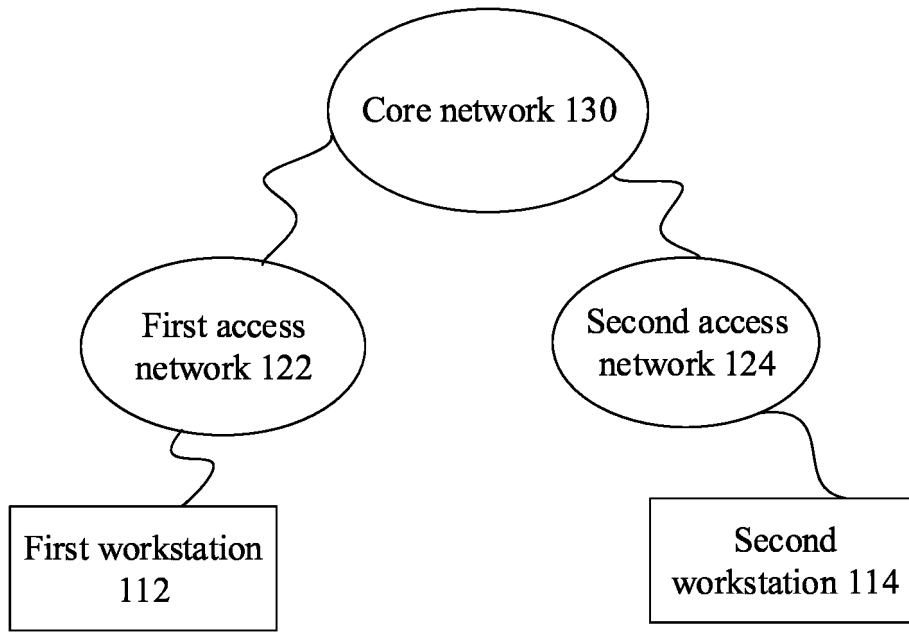 Core network 130
First access
network 122
Second access
network 124
First workstation
112
Second
workstation 114